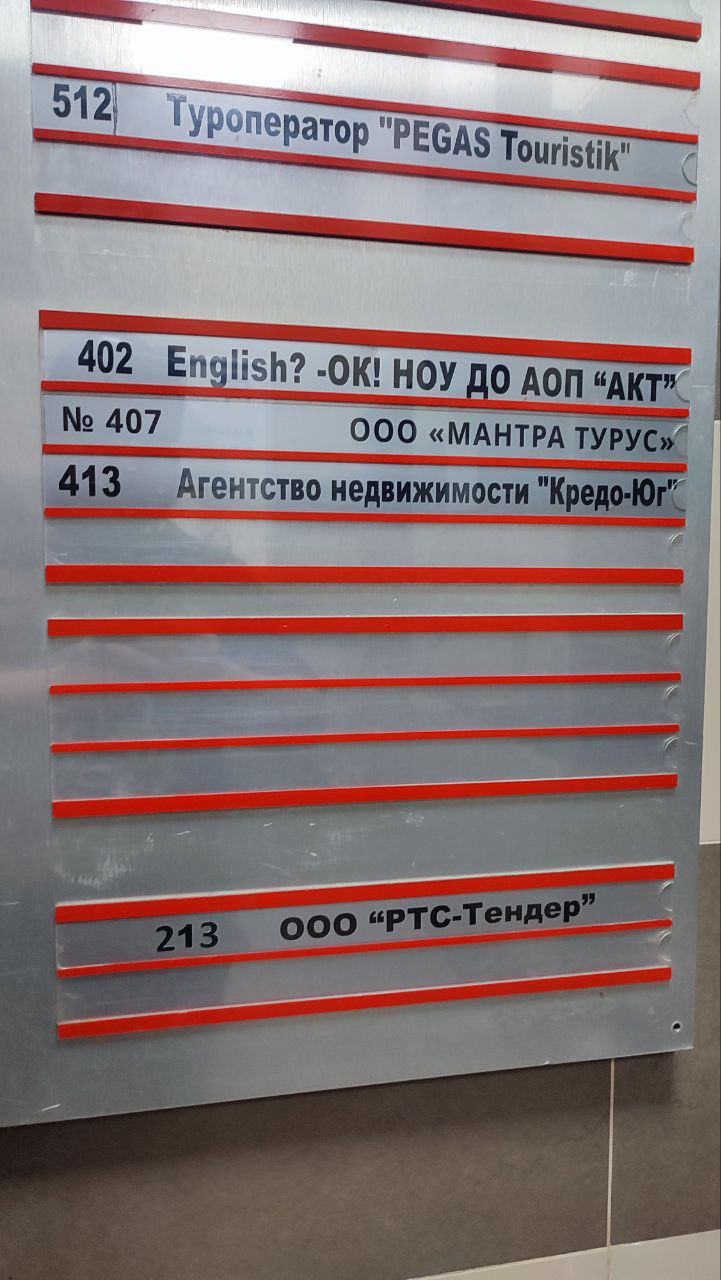 512 Туроператор "PEGAS Touristik"
402 English? -ОК! НОУ ДО АОП “АКТ”
№ 407 ООО «МАНТРА ТУРУС»
413 Агентство недвижимости "Кредо-Юг"
213 ООО “РТС-Тендер”